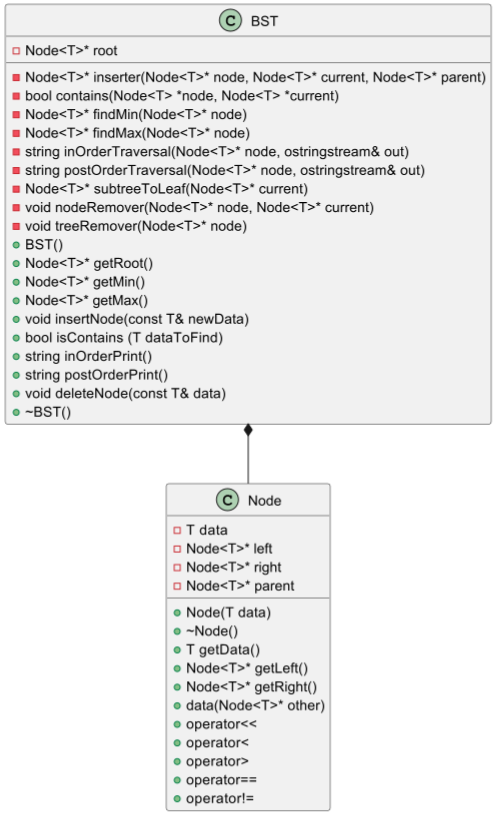 C BST
Node<T>* root
Node<T>* inserter(Node<T>* node, Node<T>* current, Node<T>* parent)
bool contains(Node<T> *node, Node<T> *current)
Node<T>* findMin(Node<T>* node)
Node<T>* findMax(Node<T>* node)
string inOrderTraversal(Node<T>* node, ostringstream& out)
string postOrderTraversal(Node<T>* node, ostringstream& out)
Node<T>* subtreeToLeaf(Node<T>* current)
void nodeRemover(Node<T>* node, Node<T>* current)
void treeRemover(Node<T>* node)
BST()
Node<T>* getRoot()
Node<T>* getMin()
Node<T>* getMax()
void insertNode(const T& newData)
bool isContains (T dataToFind)
string inOrderPrint()
string postOrderPrint()
void deleteNode(const T& data)
~BST()
C Node
T data
Node<T>* left
Node<T>* right
Node<T>* parent
Node(T data)
~Node()
T getData()
Node<T>* getLeft()
Node<T>* getRight()
data(Node<T>* other)
operator<<
operator<
operator>
operator==
operator!=